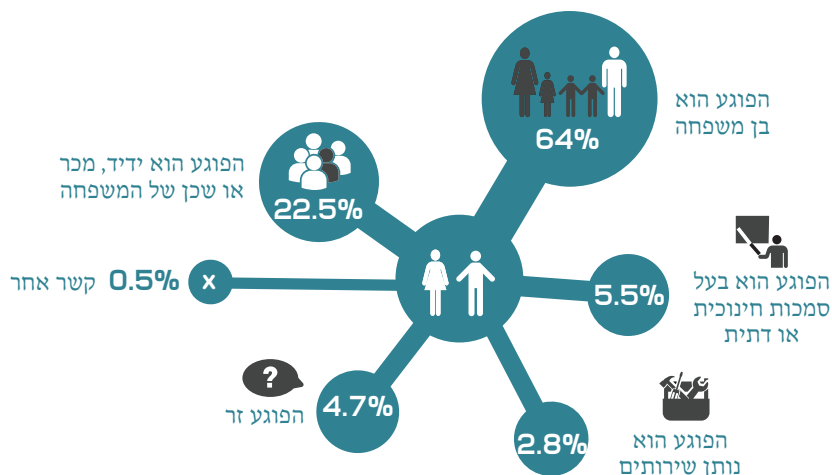 הפוגע הוא
בן משפחה
64%
הפוגע הוא ידיד, מכר
או שכן של המשפחה
22.5%
קשר אחר 0.5%
x
הפוגע הוא בעל
סמכות חינוכית
או דתית
5.5%
?
הפוגע זר
4.7%
2.8%
הפוגע הוא
נותן שירותים